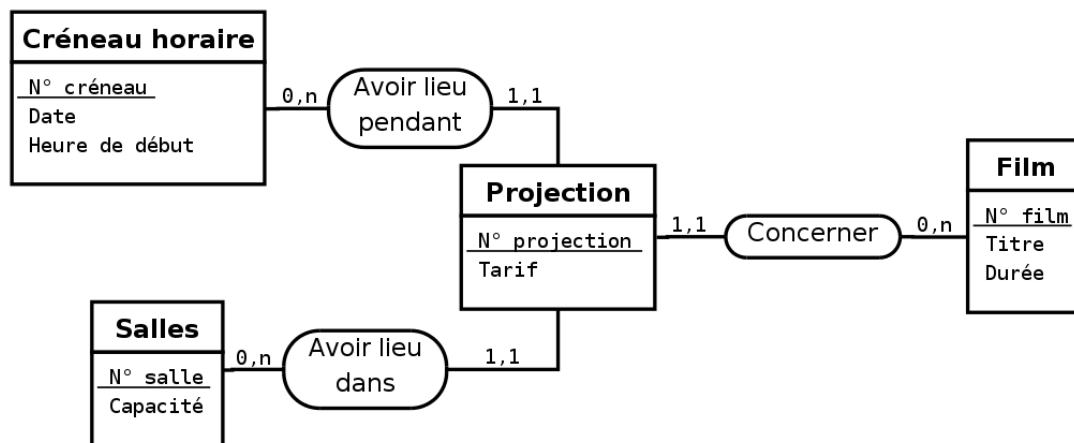 Créneau horaire
N° créneau
Date
Heure de début
0,n
Avoir lieu
pendant
1,1
Projection
N° projection
Tarif
1,1
Concerner
0,n
Film
N° film
Titre
Durée
Salles
N° salle
Capacité
0,n
Avoir lieu
dans
1,1